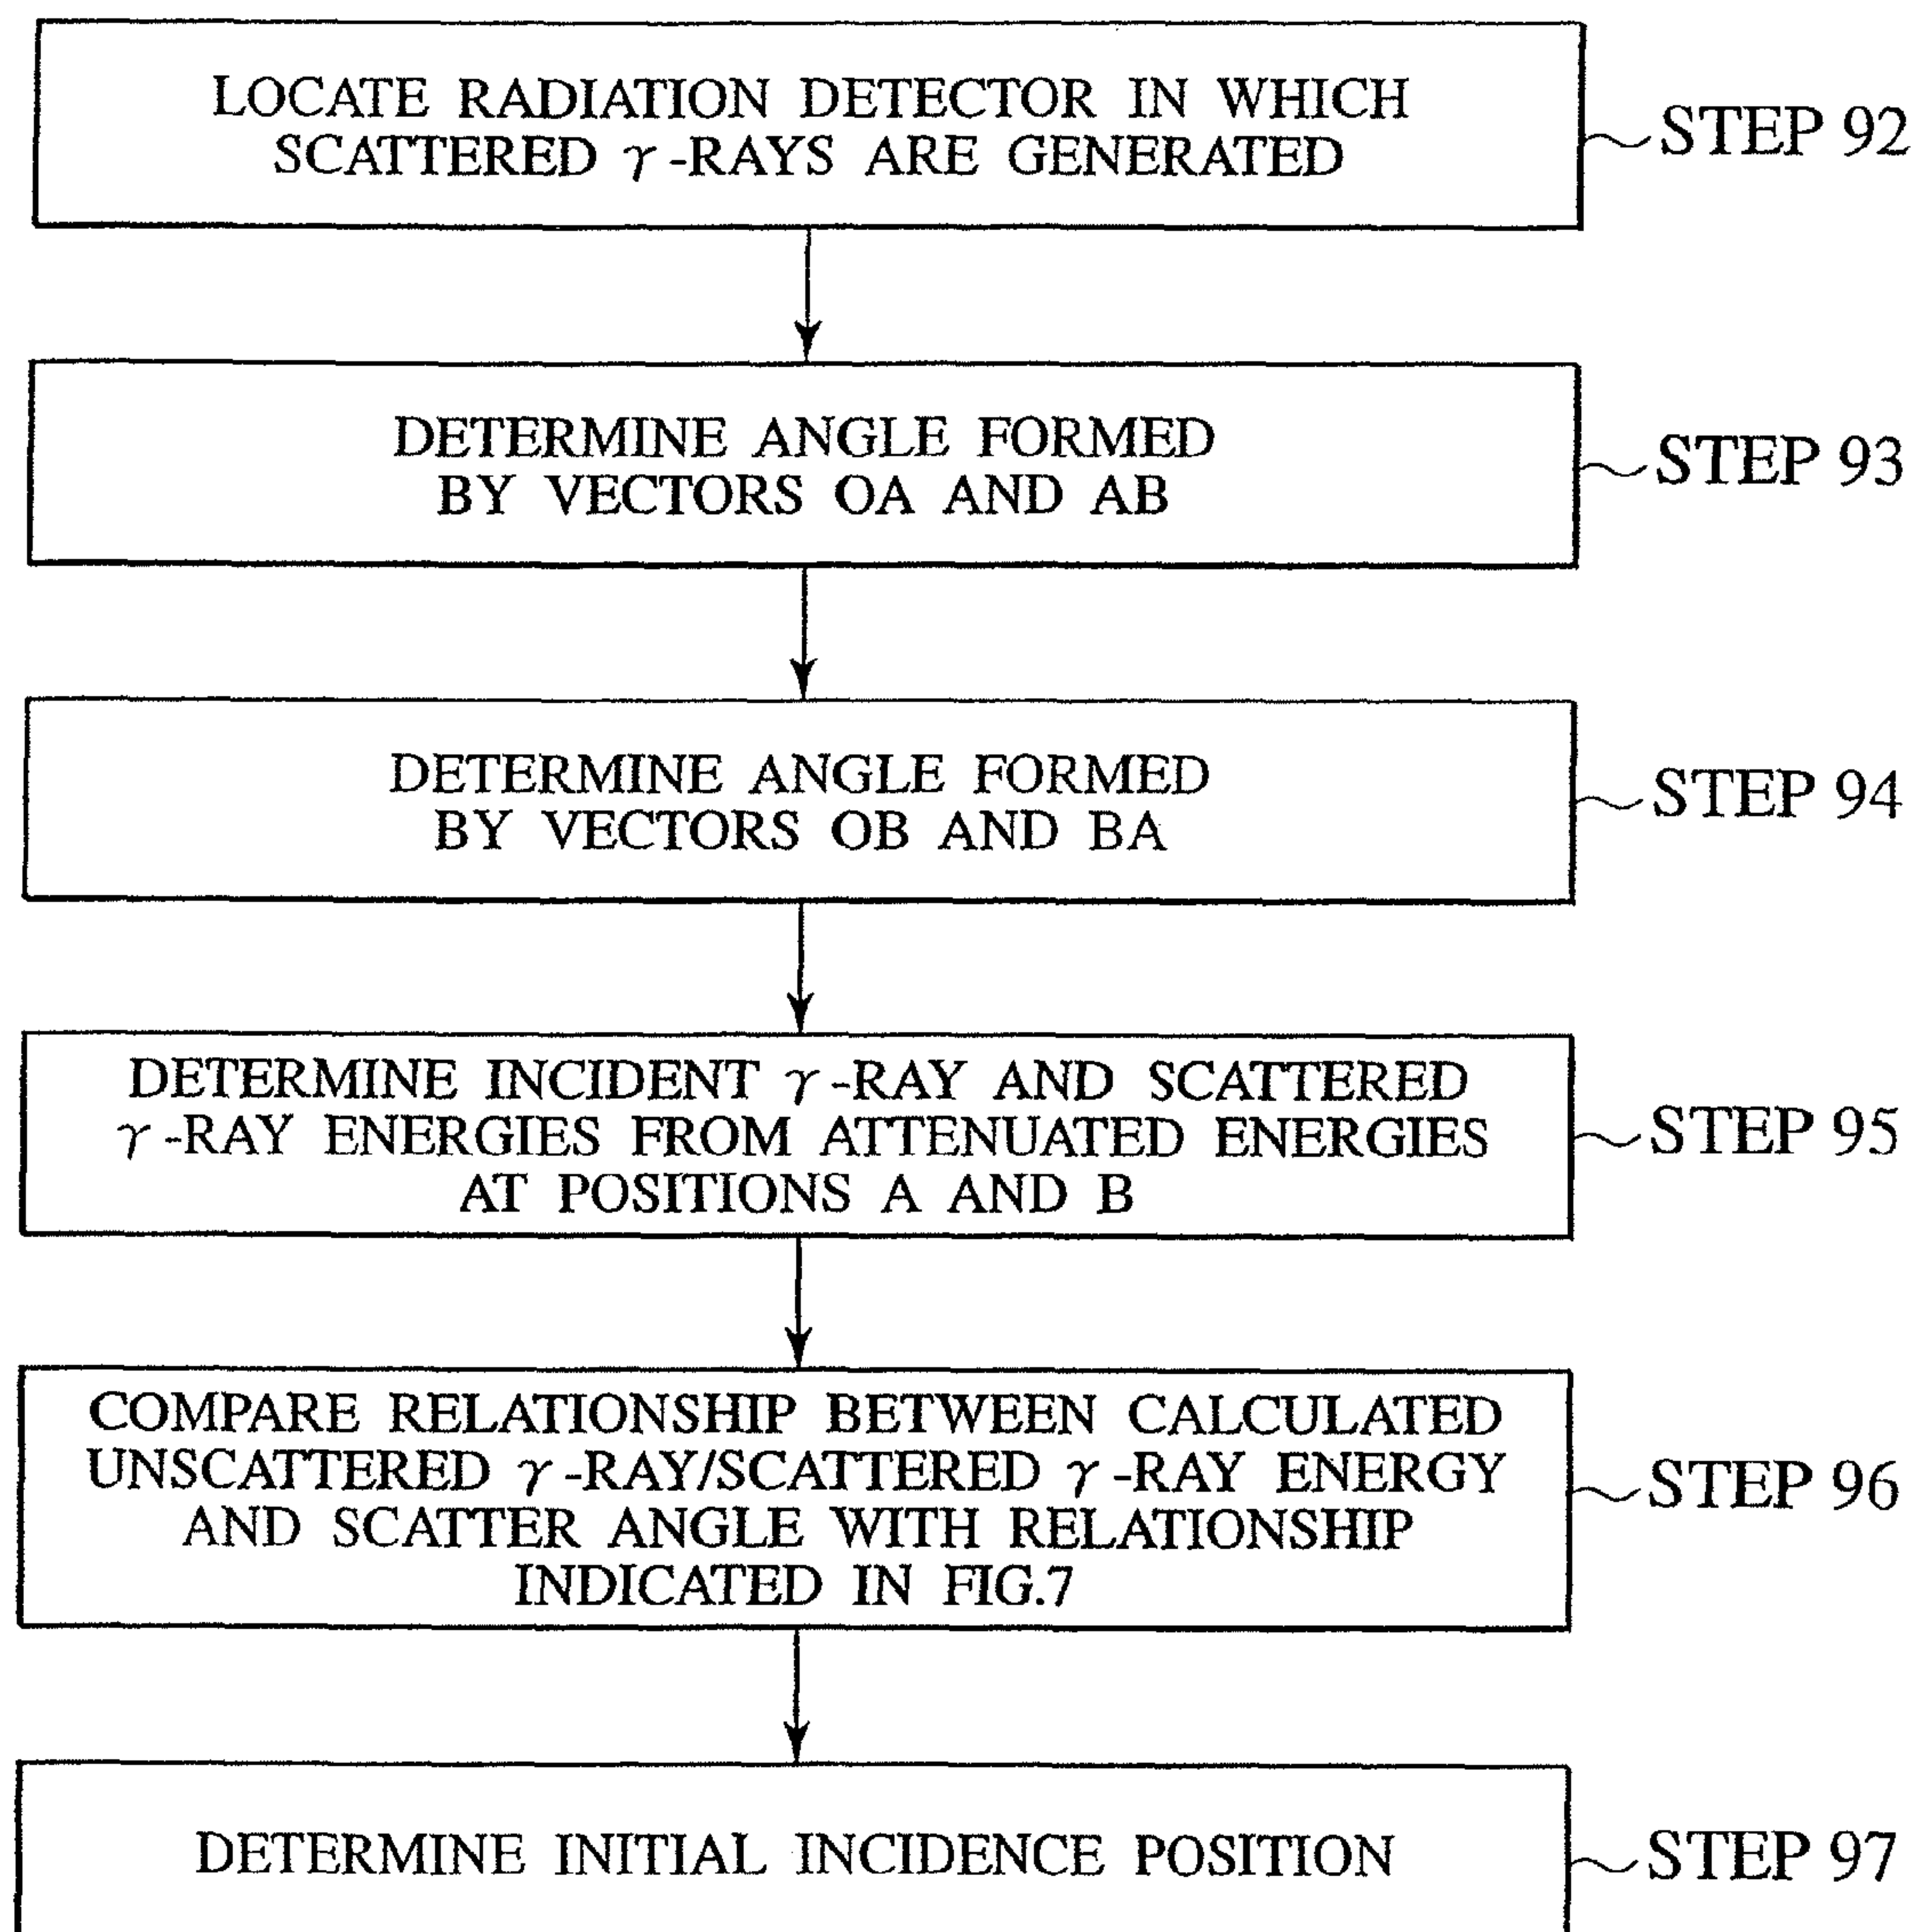 LOCATE RADIATION DETECTOR IN WHICH
SCATTERED γ-RAYS ARE GENERATED
STEP 92
DETERMINE ANGLE FORMED
BY VECTORS OA AND AB
STEP 93
DETERMINE ANGLE FORMED
BY VECTORS OB AND BA
STEP 94
DETERMINE INCIDENT γ-RAY AND SCATTERED
γ-RAY ENERGIES FROM ATTENUATED ENERGIES
AT POSITIONS A AND B
STEP 95
COMPARE RELATIONSHIP BETWEEN CALCULATED
UNSCATTERED γ-RAY/SCATTERED γ-RAY ENERGY
AND SCATTER ANGLE WITH RELATIONSHIP
INDICATED IN FIG.7
STEP 96
DETERMINE INITIAL INCIDENCE POSITION
STEP 97